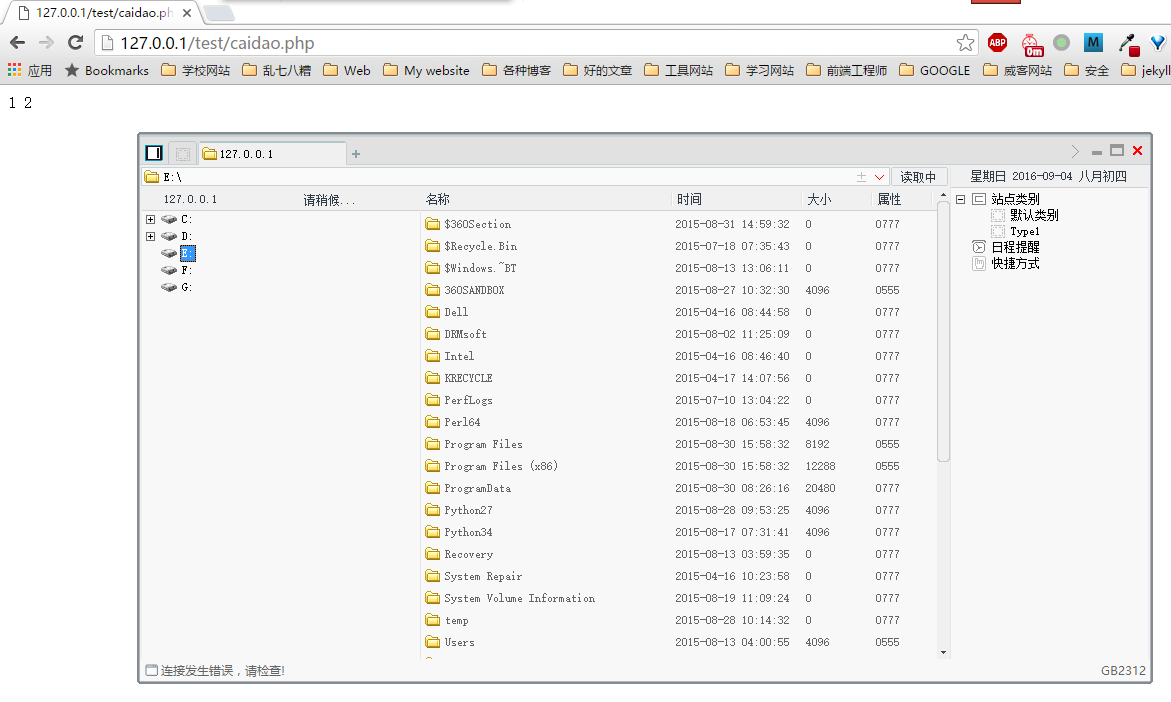 127.0.0.1/test/caidao.ph
127.0.0.1/test/caidao.php
ABP 0m M
应用 Bookmarks 学校网站 乱七八糟 Web My website 各种博客 好的文章 工具网站 学习网站 前端工程师 GOOGLE 威客网站 安全 jekyll
1 2
127.0.0.1
E:\ 读取中 星期日 2016-09-04 八月初四
127.0.0.1 请稍候... 名称 时间 大小 属性
C:
D:
E:
F:
G:
$360Section 2015-08-31 14:59:32 0 0777
$Recycle.Bin 2015-07-18 07:35:43 0 0777
$Windows.~BT 2015-08-13 13:06:11 0 0777
360SANDBOX 2015-08-27 10:32:30 4096 0555
Dell 2015-04-16 08:44:58 0 0777
DRMsoft 2015-08-02 11:25:09 0 0777
Intel 2015-04-16 08:46:40 0 0777
KRECYCLE 2015-04-17 14:07:56 0 0777
PerfLogs 2015-07-10 13:04:22 0 0777
Perl64 2015-08-18 06:53:45 4096 0777
Program Files 2015-08-30 15:58:32 8192 0555
Program Files (x86) 2015-08-30 15:58:32 12288 0555
ProgramData 2015-08-30 08:26:16 20480 0777
Python27 2015-08-28 09:53:25 4096 0777
Python34 2015-08-17 07:31:41 4096 0777
Recovery 2015-08-13 03:59:35 0 0777
System Repair 2015-04-16 10:23:58 0 0777
System Volume Information 2015-08-19 11:09:24 0 0777
temp 2015-08-28 10:14:32 0 0777
Users 2015-08-13 04:00:55 4096 0555
站点类别
默认类别
Type1
日程提醒
快捷方式
连接发生错误，请检查! GB2312